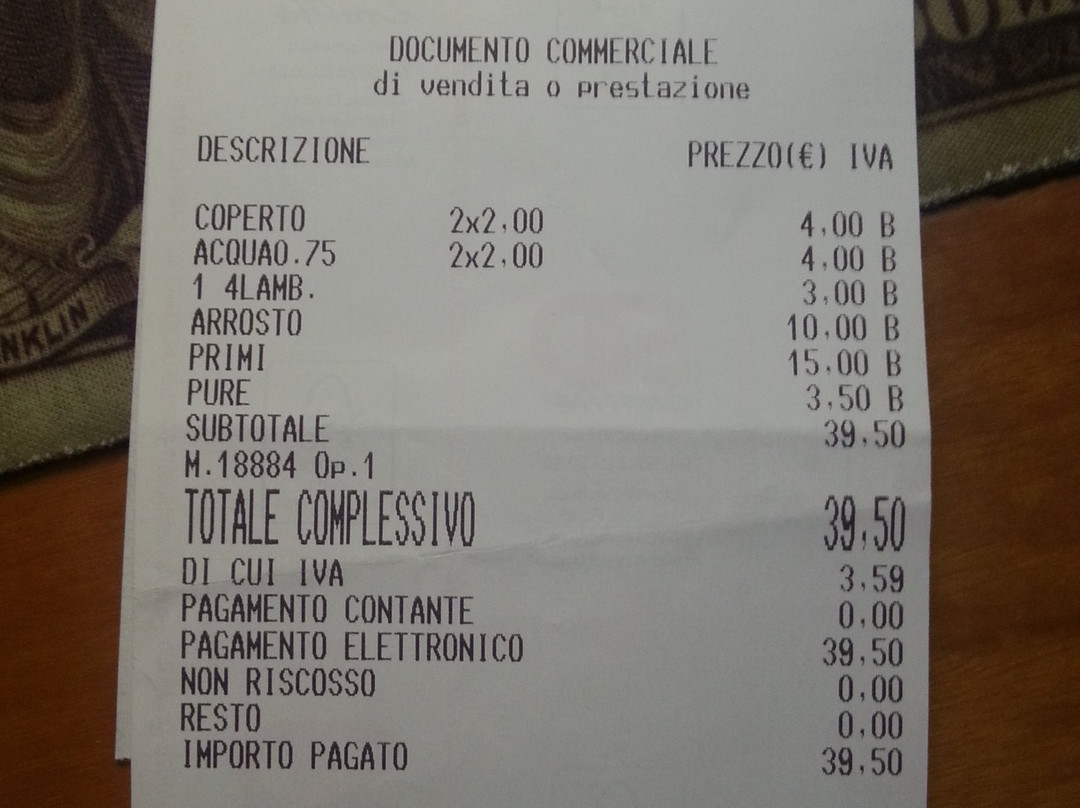 DOCUMENTO COMMERCIALE
di vendita o prestazione
DESCRIZIONE PREZZO(€) IVA
COPERTO 2x2,00 4,00 B
ACQUA0.75 2x2,00 4,00 B
1 4LAMB. 3,00 B
ARROSTO 10,00 B
PRIMI 15,00 B
PURE 3,50 B
SUBTOTALE 39,50
M.18884 Op.1
TOTALE COMPLESSIVO 39,50
DI CUI IVA 3,59
PAGAMENTO CONTANTE 0,00
PAGAMENTO ELETTRONICO 39,50
NON RISCOSSO 0,00
RESTO 0,00
IMPORTO PAGATO 39,50
NKLIN